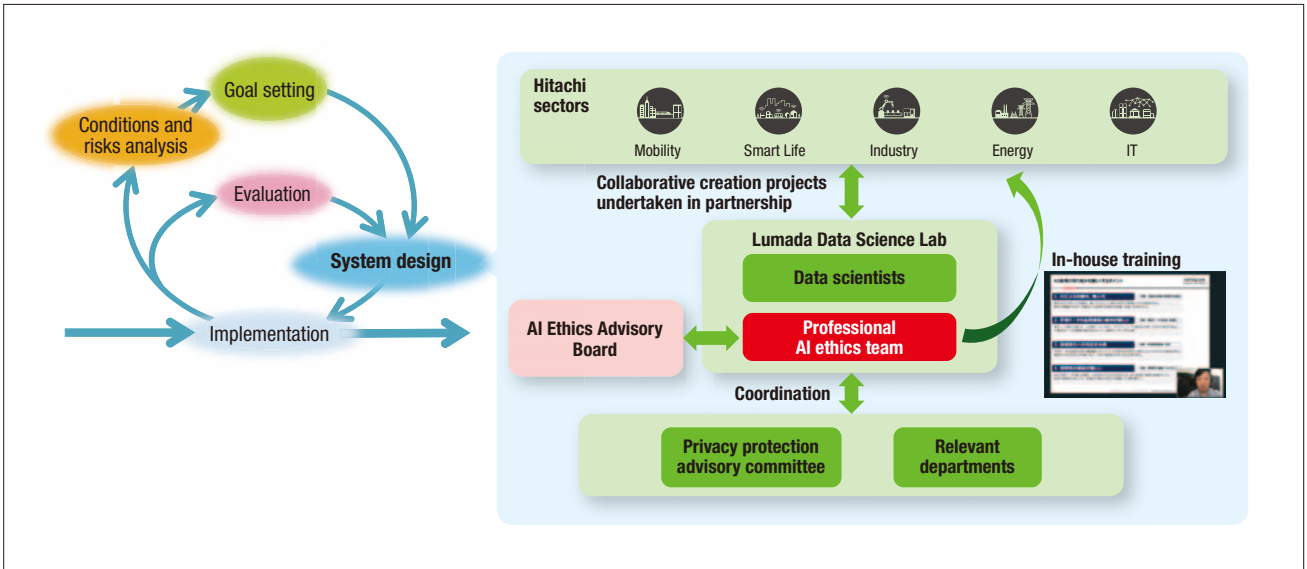 Goal setting
Conditions and
risks analysis
Evaluation
System design
Implementation
Hitachi
sectors
Mobility
Smart Life
Industry
Energy
IT
Collaborative creation projects
undertaken in partnership
Lumada Data Science Lab
Data scientists
Professional
AI ethics team
AI Ethics Advisory
Board
In-house training
Coordination
Privacy protection
advisory committee
Relevant
departments